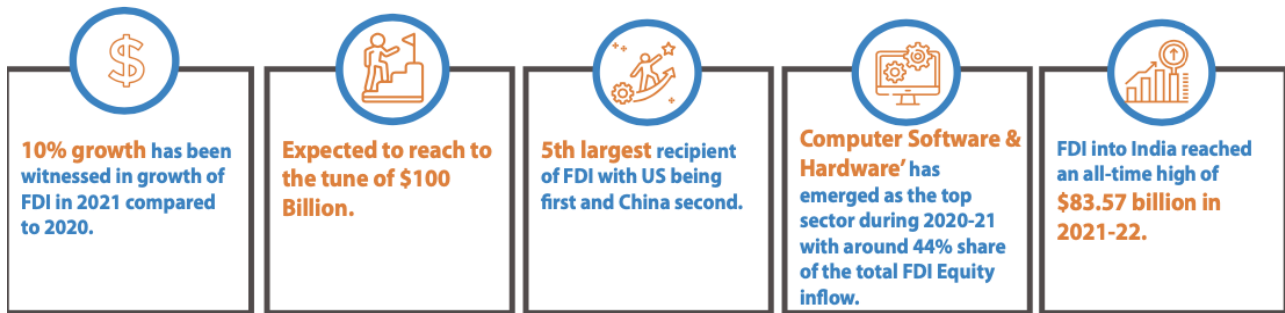 10% growth has been
witnessed in growth of
FDI in 2021 compared
to 2020.
Expected to reach to
the tune of $100
Billion.
5th largest recipient
of FDI with US being
first and China second.
Computer Software &
Hardware’ has
emerged as the top
sector during 2020-21
with around 44% share
of the total FDI Equity
inflow.
FDI into India reached
an all-time high of
$83.57 billion in
2021-22.